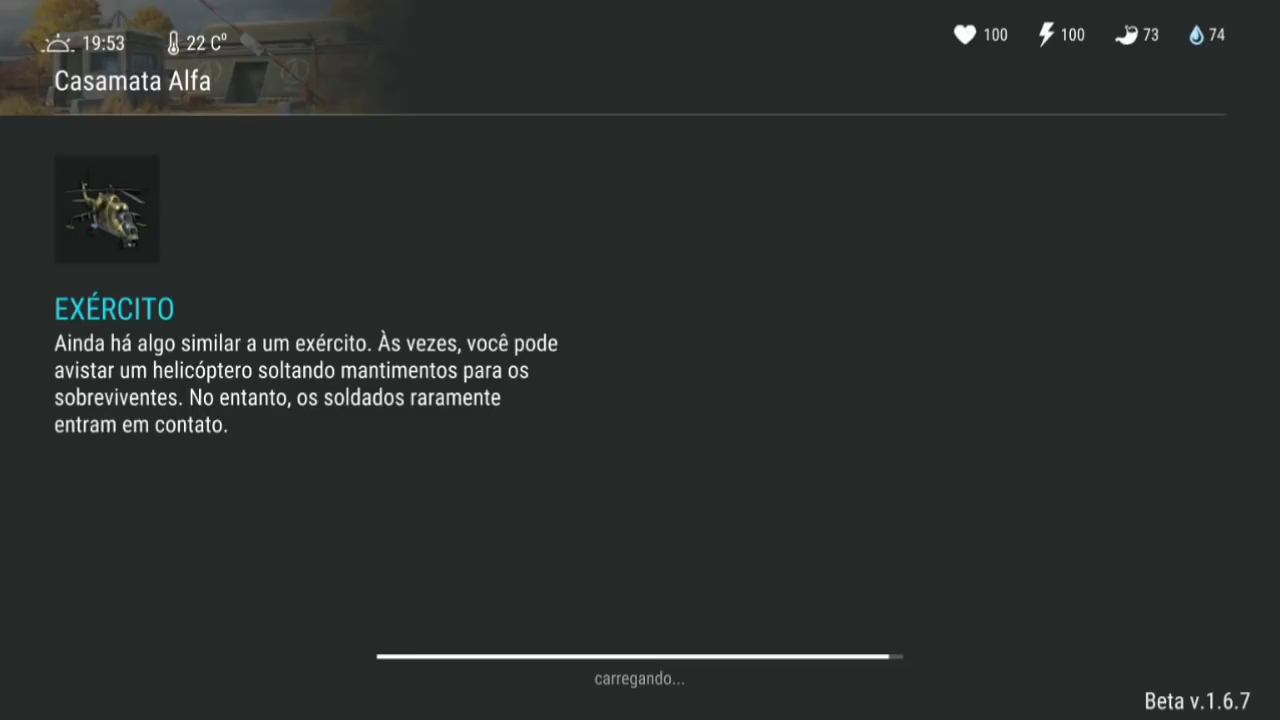 19:53 22 Cº
100 100 73 74
Casamata Alfa
EXÉRCITO
Ainda há algo similar a um exército. Às vezes, você pode
avistar um helicóptero soltando mantimentos para os
sobreviventes. No entanto, os soldados raramente
entram em contato.
carregando...
Beta v.1.6.7